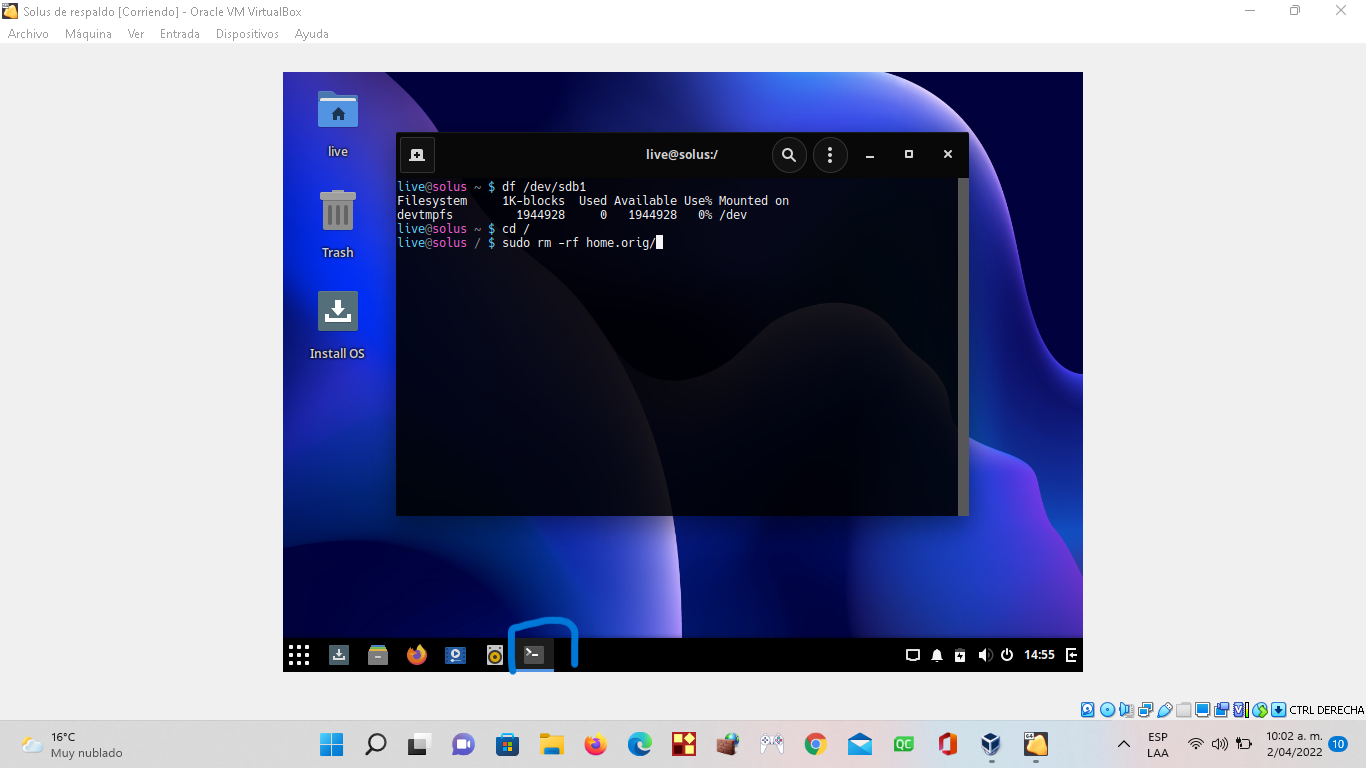 Solus de respaldo [Corriendo] - Oracle VM VirtualBox
Archivo Máquina Ver Entrada Dispositivos Ayuda
live
Trash
Install OS
live@solus:/
live@solus ~ $ df /dev/sdb1
Filesystem     1K-blocks  Used Available Use% Mounted on
devtmpfs         1944928     0   1944928   0% /dev
live@solus ~ $ cd /
live@solus / $ sudo rm -rf home.orig/
14:55
CTRL DERECHA
16°C
Muy nublado
QC
ESP
LAA
10:02 a. m.
2/04/2022
10